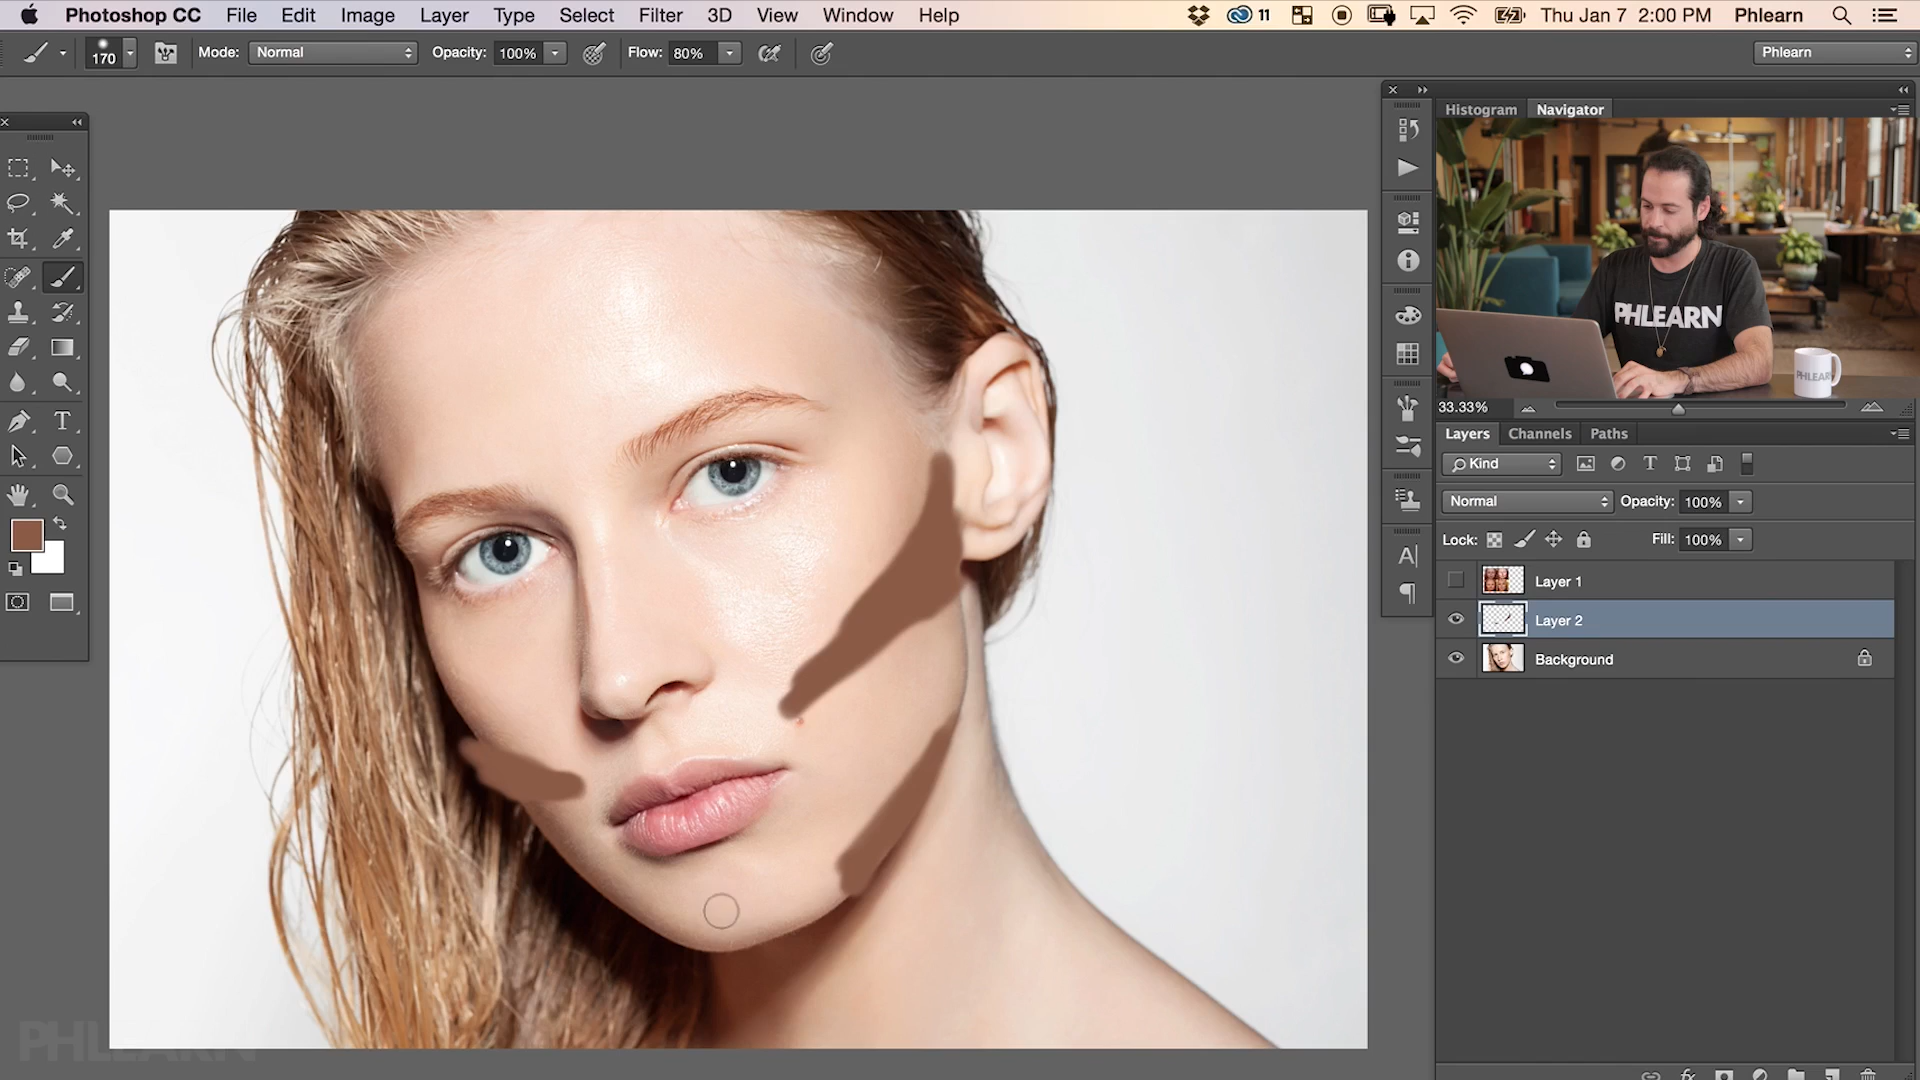 Photoshop CC File Edit Image Layer Type Select Filter 3D View Window Help 11 Thu Jan 7 2:00 PM Phlearn
170 Mode: Normal Opacity: 100% Flow: 80% Phlearn
Histogram Navigator
PHLEARN
PHLEARN
33.33%
Layers Channels Paths
Kind
Normal Opacity: 100%
Lock: Fill: 100%
Layer 1
Layer 2
Background
PHLEARN